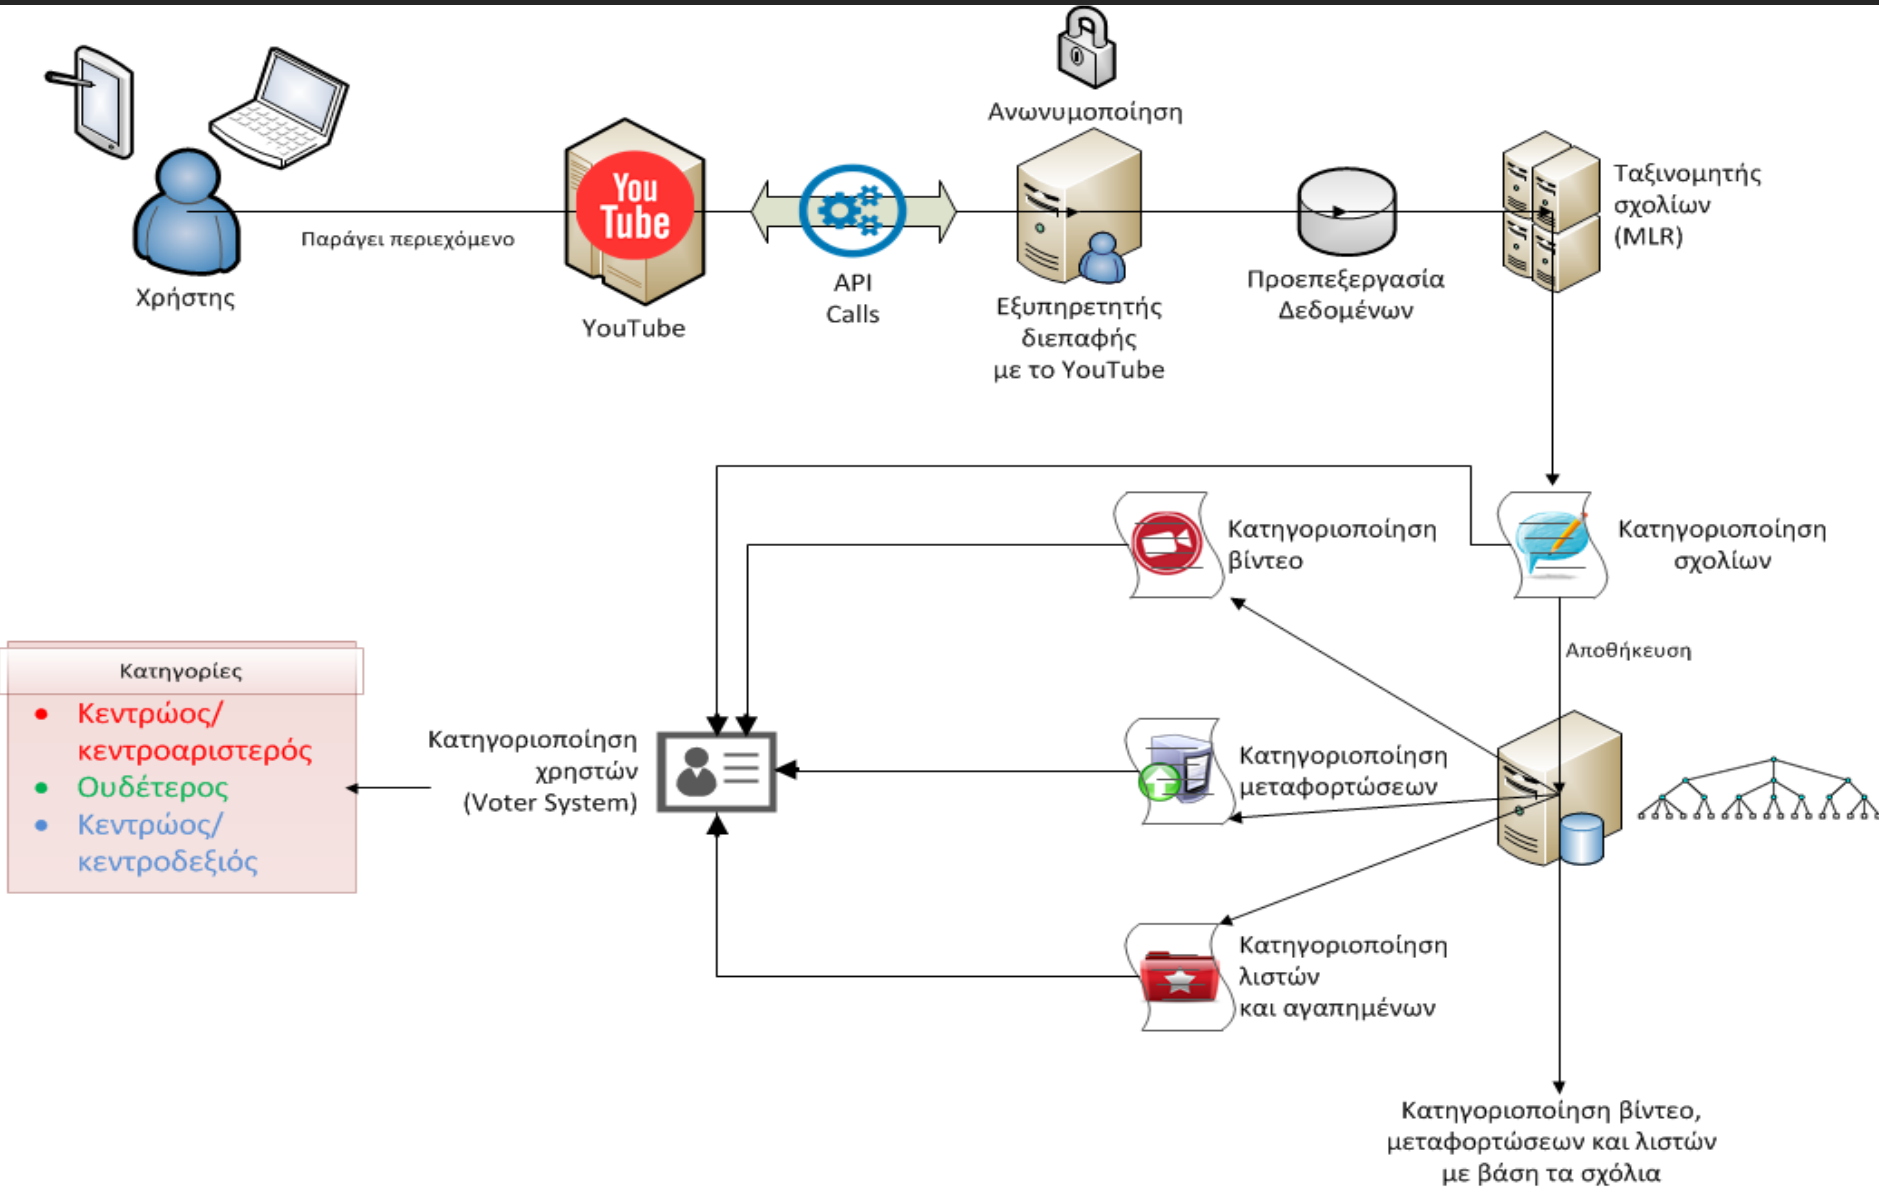 Ανωνυμοποίηση
You
Tube
Ταξινομητής
σχολίων
(MLR)
Παράγει περιεχόμενο
Χρήστης
YouTube
API
Calls
Εξυπηρετητής
διεπαφής
με το YouTube
Προεπεξεργασία
Δεδομένων
Κατηγοριοποίηση
βίντεο
Κατηγοριοποίηση
σχολίων
Αποθήκευση
Κατηγορίες
• Κεντρώος/
κεντροαριστερός
• Ουδέτερος
• Κεντρώος/
κεντροδεξιός
Κατηγοριοποίηση
χρηστών
(Voter System)
Κατηγοριοποίηση
μεταφορτώσεων
Κατηγοριοποίηση
λιστών
και αγαπημένων
Κατηγοριοποίηση βίντεο,
μεταφορτώσεων και λιστών
με βάση τα σχόλια